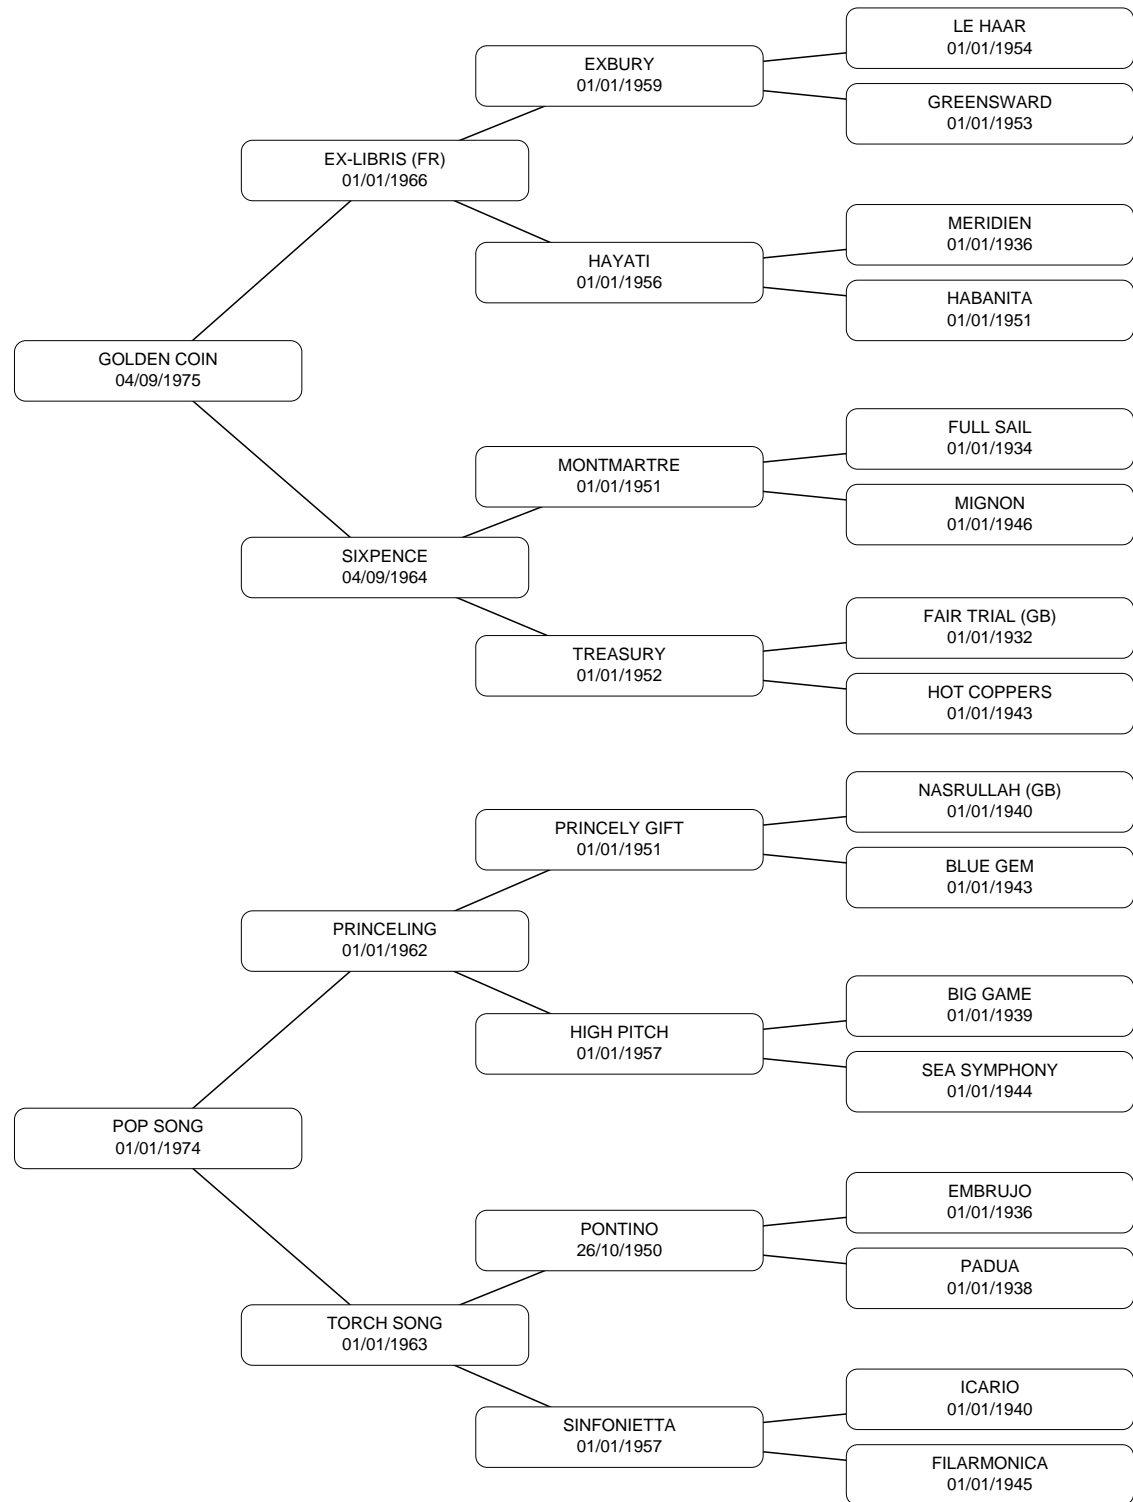 LE HAAR
01/01/1954
EXBURY
01/01/1959
GREENSWARD
01/01/1953
EX-LIBRIS (FR)
01/01/1966
MERIDIEN
01/01/1936
HAYATI
01/01/1956
HABANITA
01/01/1951
GOLDEN COIN
04/09/1975
FULL SAIL
01/01/1934
MONTMARTRE
01/01/1951
MIGNON
01/01/1946
SIXPENCE
04/09/1964
FAIR TRIAL (GB)
01/01/1932
TREASURY
01/01/1952
HOT COPPERS
01/01/1943
NASRULLAH (GB)
01/01/1940
PRINCELY GIFT
01/01/1951
BLUE GEM
01/01/1943
PRINCELING
01/01/1962
BIG GAME
01/01/1939
HIGH PITCH
01/01/1957
SEA SYMPHONY
01/01/1944
POP SONG
01/01/1974
EMBRUJO
01/01/1936
PONTINO
26/10/1950
PADUA
01/01/1938
TORCH SONG
01/01/1963
ICARIO
01/01/1940
SINFONIETTA
01/01/1957
FILARMONICA
01/01/1945